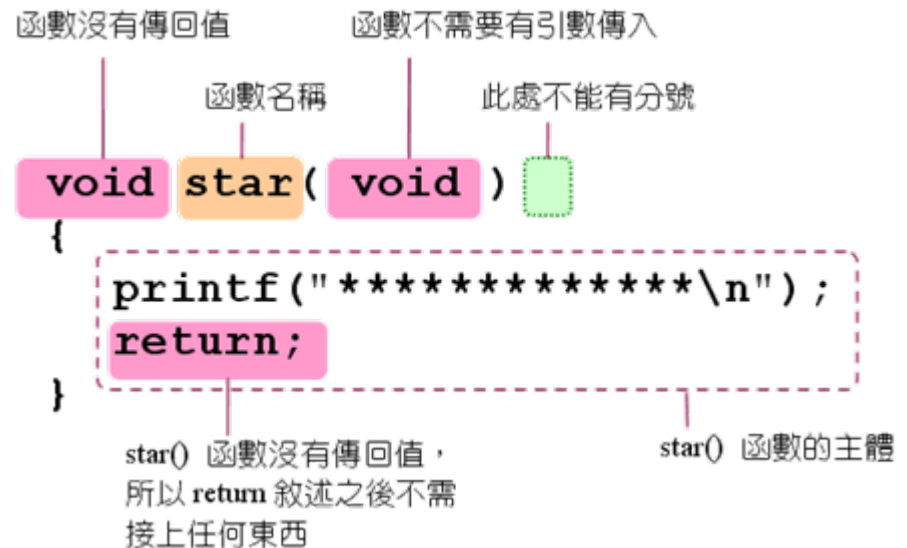 函數沒有傳回值
函數不需要有引數傳入
函數名稱
此處不能有分號
void star( void )
{
printf("*************\n");
return;
}
star() 函數沒有傳回值，
所以 return 敘述之後不需
接上任何東西
star() 函數的主體